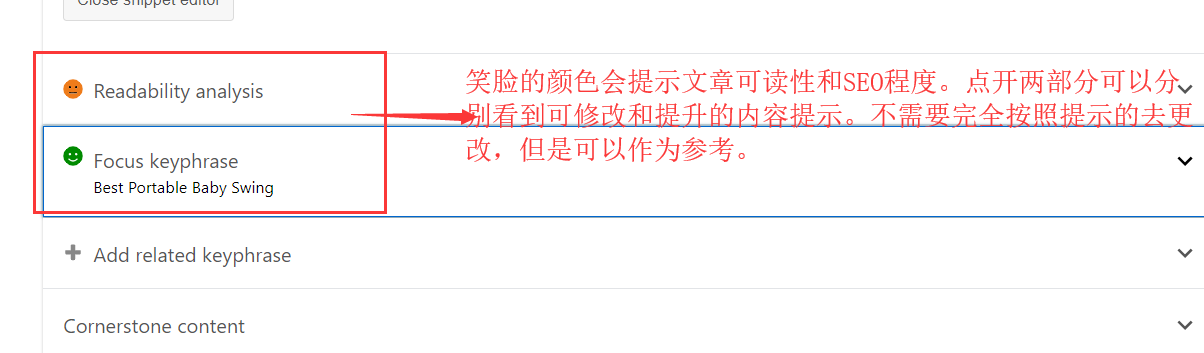 Close snippet editor
Readability analysis
笑脸的颜色会提示文章可读性和SEO程度。点开两部分可以分
别看到可修改和提升的内容提示。不需要完全按照提示的去更
改，但是可以作为参考。
Focus keyphrase
Best Portable Baby Swing
Add related keyphrase
Cornerstone content